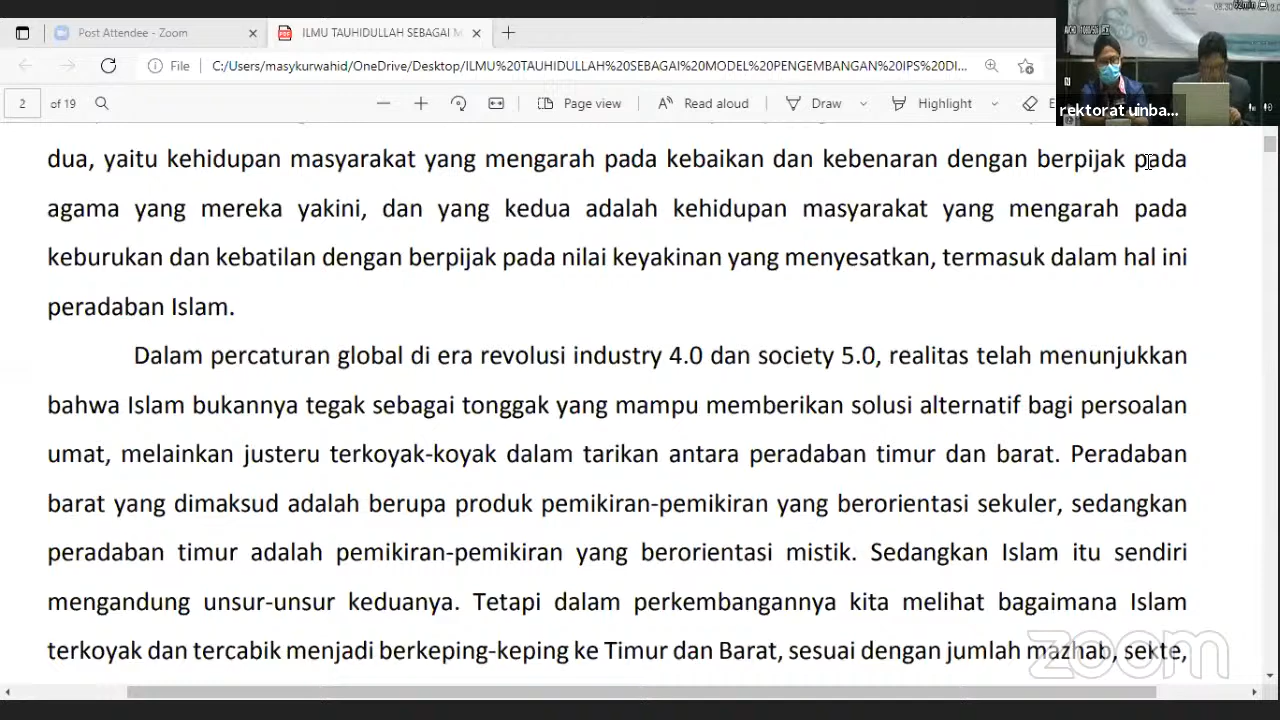 Post Attendee - Zoom
ILMU TAUHIDULLAH SEBAGAI M
File
C:/Users/masykurwahid/OneDrive/Desktop/ILMU%20TAUHIDULLAH%20SEBAGAI%20MODEL%20PENGEMBANGAN%20IPS%20DI...
2 of 19
Page view
Read aloud
Draw
Highlight
E
rektorat uinba...
dua, yaitu kehidupan masyarakat yang mengarah pada kebaikan dan kebenaran dengan berpijak pada
agama yang mereka yakini, dan yang kedua adalah kehidupan masyarakat yang mengarah pada
keburukan dan kebatilan dengan berpijak pada nilai keyakinan yang menyesatkan, termasuk dalam hal ini
peradaban Islam.
Dalam percaturan global di era revolusi industry 4.0 dan society 5.0, realitas telah menunjukkan
bahwa Islam bukannya tegak sebagai tonggak yang mampu memberikan solusi alternatif bagi persoalan
umat, melainkan justeru terkoyak-koyak dalam tarikan antara peradaban timur dan barat. Peradaban
barat yang dimaksud adalah berupa produk pemikiran-pemikiran yang berorientasi sekuler, sedangkan
peradaban timur adalah pemikiran-pemikiran yang berorientasi mistik. Sedangkan Islam itu sendiri
mengandung unsur-unsur keduanya. Tetapi dalam perkembangannya kita melihat bagaimana Islam
terkoyak dan tercabik menjadi berkeping-keping ke Timur dan Barat, sesuai dengan jumlah mazhab, sekte,
zoom